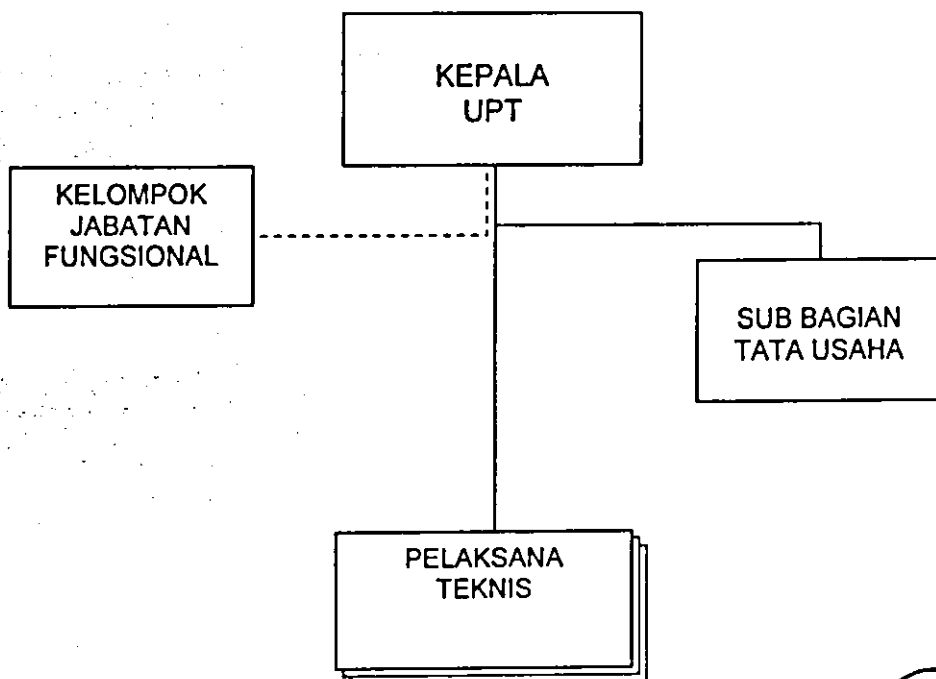 KEPALA
UPT
KELOMPOK
JABATAN
FUNGSIONAL
SUB BAGIAN
TATA USAHA
PELAKSANA
TEKNIS